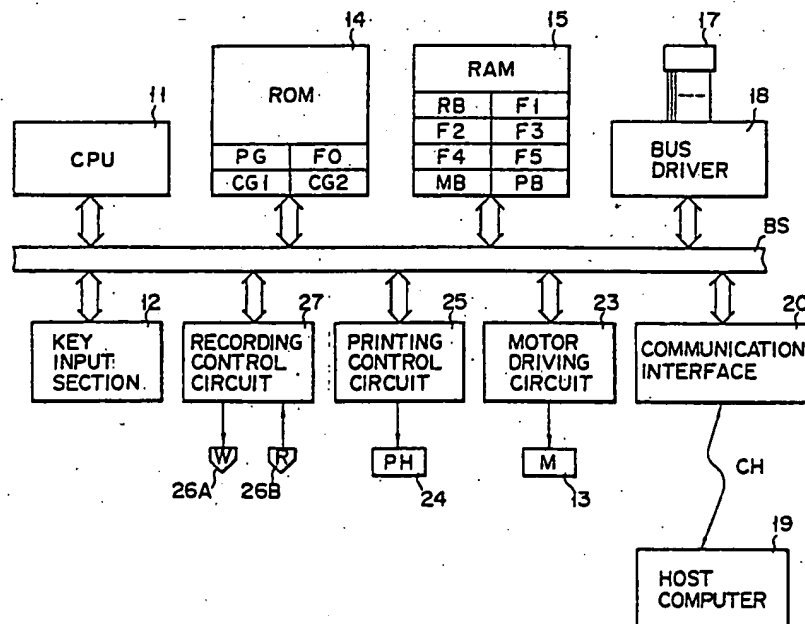 14
15
17
11
ROM
RAM
18
CPU
RB F1
F2 F3
BUS
DRIVER
PG F0
F4 F5
CG1 CG2
MB PB
BS
12
27
25
23
20
KEY
INPUT
SECTION
RECORDING
CONTROL
CIRCUIT
PRINTING
CONTROL
CIRCUIT
MOTOR
DRIVING
CIRCUIT
COMMUNICATION
INTERFACE
W
R
PH
M
26A
26B
24
13
CH
19
HOST
COMPUTER